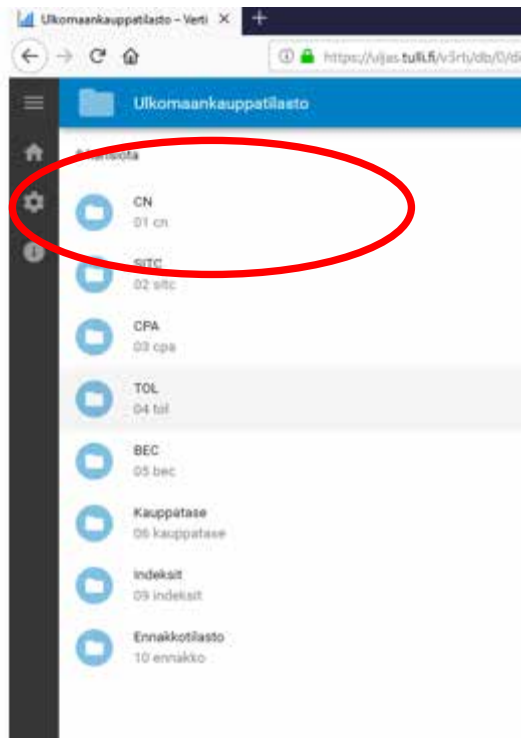 Ulkomaankauppatilasto – Verti
https://uljas.tulli.fi/v3rti/db/0/di
Ulkomaankauppatilasto
CN
01 cn
SITC
02 sitc
CPA
03 cpa
TOL
04 tol
BEC
05 bec
Kauppatase
06 kauppatase
Indeksit
09 indeksit
Ennakkotilasto
10 ennakko